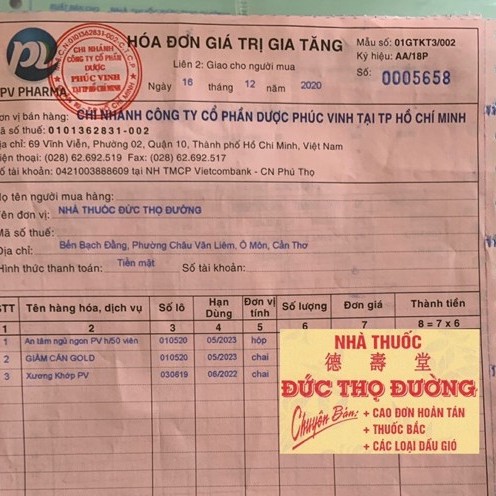 PV
PV PHARMA
M.S.C.N: 0101362831-002-C.T.C.P
CHI NHÁNH
CÔNG TY CỔ PHẦN
DƯỢC
PHÚC VINH
TẠI TP HỒ CHÍ MINH
HÓA ĐƠN GIÁ TRỊ GIA TĂNG
Liên 2: Giao cho người mua
Ngày 16 tháng 12 năm 2020
Mẫu số: 01GTKT3/002
Ký hiệu: AA/18P
Số: 0005658
ơn vị bán hàng: CHI NHÁNH CÔNG TY CỔ PHẦN DƯỢC PHÚC VINH TẠI TP HỒ CHÍ MINH
ã số thuế: 0101362831-002
ịa chỉ: 69 Vĩnh Viễn, Phường 02, Quận 10, Thành phố Hồ Chí Minh, Việt Nam
iện thoại: (028) 62.692.519 Fax: (028) 62.692.517
ố tài khoản: 0421003888609 tại NH TMCP Vietcombank - CN Phú Thọ
Họ tên người mua hàng:
Tên đơn vị: NHÀ THUỐC ĐỨC THỌ ĐƯỜNG
Mã số thuế:
Địa chỉ: Bến Bạch Đằng, Phường Châu Văn Liêm, Ô Môn, Cần Thơ
Hình thức thanh toán: Tiền mặt Số tài khoản:
STT Tên hàng hóa, dịch vụ Số lô Hạn Dùng Đơn vị tính Số lượng Đơn giá Thành tiền
1 2 3 4 5 6 7 8 = 7 x 6
1 An tâm ngủ ngon PV h/50 viên 010520 05/2023 hộp
2 GIẢM CÂN GOLD 010520 05/2023 chai
3 Xương Khớp PV 030619 06/2022 chai
NHÀ THUỐC
德壽堂
ĐỨC THỌ ĐƯỜNG
Chuyên Bán:
+ CAO ĐƠN HOÀN TÁN
+ THUỐC BẮC
+ CÁC LOẠI DẦU GIÓ